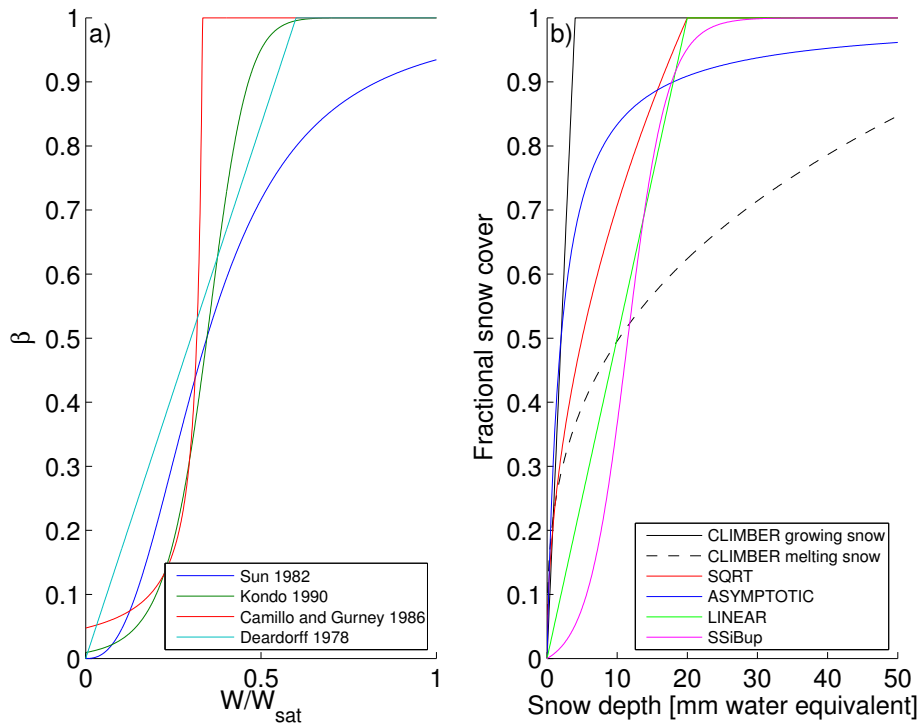 a)
1
0.9
0.8
0.7
0.6
0.5
0.4
0.3
0.2
0.1
0
β
0
0.5
1
W/W_sat
Sun 1982
Kondo 1990
Camillo and Gurney 1986
Deardorff 1978
b)
1
0.9
0.8
0.7
0.6
0.5
0.4
0.3
0.2
0.1
0
Fractional snow cover
0
10
20
30
40
50
Snow depth [mm water equivalent]
CLIMBER growing snow
CLIMBER melting snow
SQRT
ASYMPTOTIC
LINEAR
SSiBup